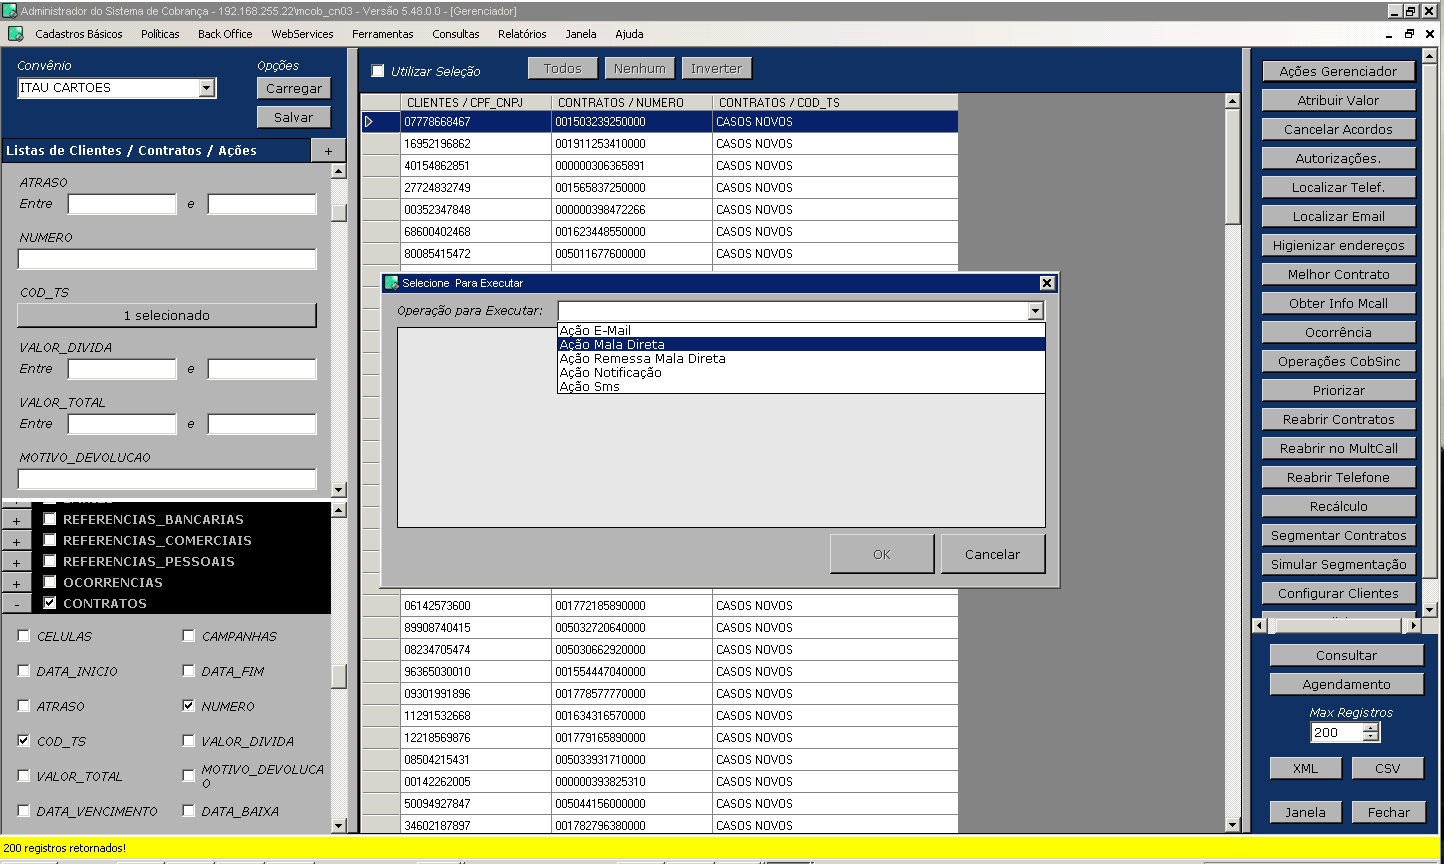 Administrador do Sistema de Cobrança - 192.168.255.22\mcob_cn03 - Versão 5.48.0.0 - [Gerenciador]
Cadastros Básicos Políticas Back Office WebServices Ferramentas Consultas Relatórios Janela Ajuda
Convênio
ITAU CARTOES
Opções
Carregar
Salvar
Listas de Clientes / Contratos / Ações +
ATRASO
Entre e
NUMERO
COD_TS
1 selecionado
VALOR_DIVIDA
Entre e
VALOR_TOTAL
Entre e
MOTIVO_DEVOLUCAO
+ REFERENCIAS_BANCARIAS
+ REFERENCIAS_COMERCIAIS
+ REFERENCIAS_PESSOAIS
+ OCORRENCIAS
- CONTRATOS
CELULAS CAMPANHAS
DATA_INICIO DATA_FIM
ATRASO NUMERO
COD_TS VALOR_DIVIDA
VALOR_TOTAL MOTIVO_DEVOLUCA
O
DATA_VENCIMENTO DATA_BAIXA
Utilizar Seleção Todos Nenhum Inverter
CLIENTES / CPF_CNPJ CONTRATOS / NUMERO CONTRATOS / COD_TS
07778668467 001503239250000 CASOS NOVOS
16952196862 001911253410000 CASOS NOVOS
40154862851 000000306365891 CASOS NOVOS
27724832749 001565837250000 CASOS NOVOS
00352347848 000000398472266 CASOS NOVOS
68600402468 001623448550000 CASOS NOVOS
80085415472 005011677600000 CASOS NOVOS
Selecione Para Executar
Operação para Executar:
Ação E-Mail
Ação Mala Direta
Ação Remessa Mala Direta
Ação Notificação
Ação Sms
OK Cancelar
06142573600 001772185890000 CASOS NOVOS
89908740415 005032720640000 CASOS NOVOS
08234705474 005030662920000 CASOS NOVOS
96365030010 001554447040000 CASOS NOVOS
09301991896 001778577770000 CASOS NOVOS
11291532668 001634316570000 CASOS NOVOS
12218569876 001779165890000 CASOS NOVOS
08504215431 005033931710000 CASOS NOVOS
00142262005 000000393825310 CASOS NOVOS
50094927847 005044156000000 CASOS NOVOS
34602187897 001782796380000 CASOS NOVOS
Ações Gerenciador
Atribuir Valor
Cancelar Acordos
Autorizações.
Localizar Telef.
Localizar Email
Higienizar endereços
Melhor Contrato
Obter Info Mcall
Ocorrência
Operações CobSinc
Priorizar
Reabrir Contratos
Reabrir no MultCall
Reabrir Telefone
Recálculo
Segmentar Contratos
Simular Segmentação
Configurar Clientes
Consultar
Agendamento
Max Registros
200
XML CSV
Janela Fechar
200 registros retornados!